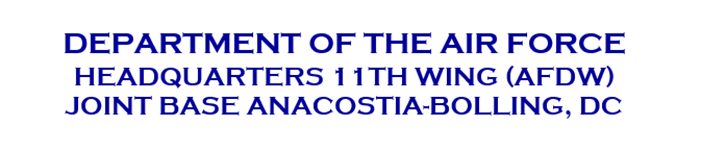 DEPARTMENT OF THE AIR FORCE
HEADQUARTERS 11TH WING (AFDW)
JOINT BASE ANACOSTIA-BOLLING, DC